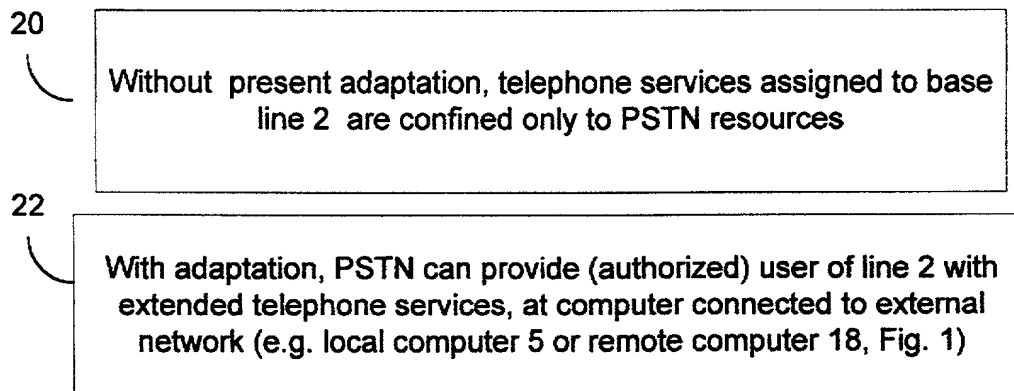 20
Without present adaptation, telephone services assigned to base
line 2 are confined only to PSTN resources
22
With adaptation, PSTN can provide (authorized) user of line 2 with
extended telephone services, at computer connected to external
network (e.g. local computer 5 or remote computer 18, Fig. 1)